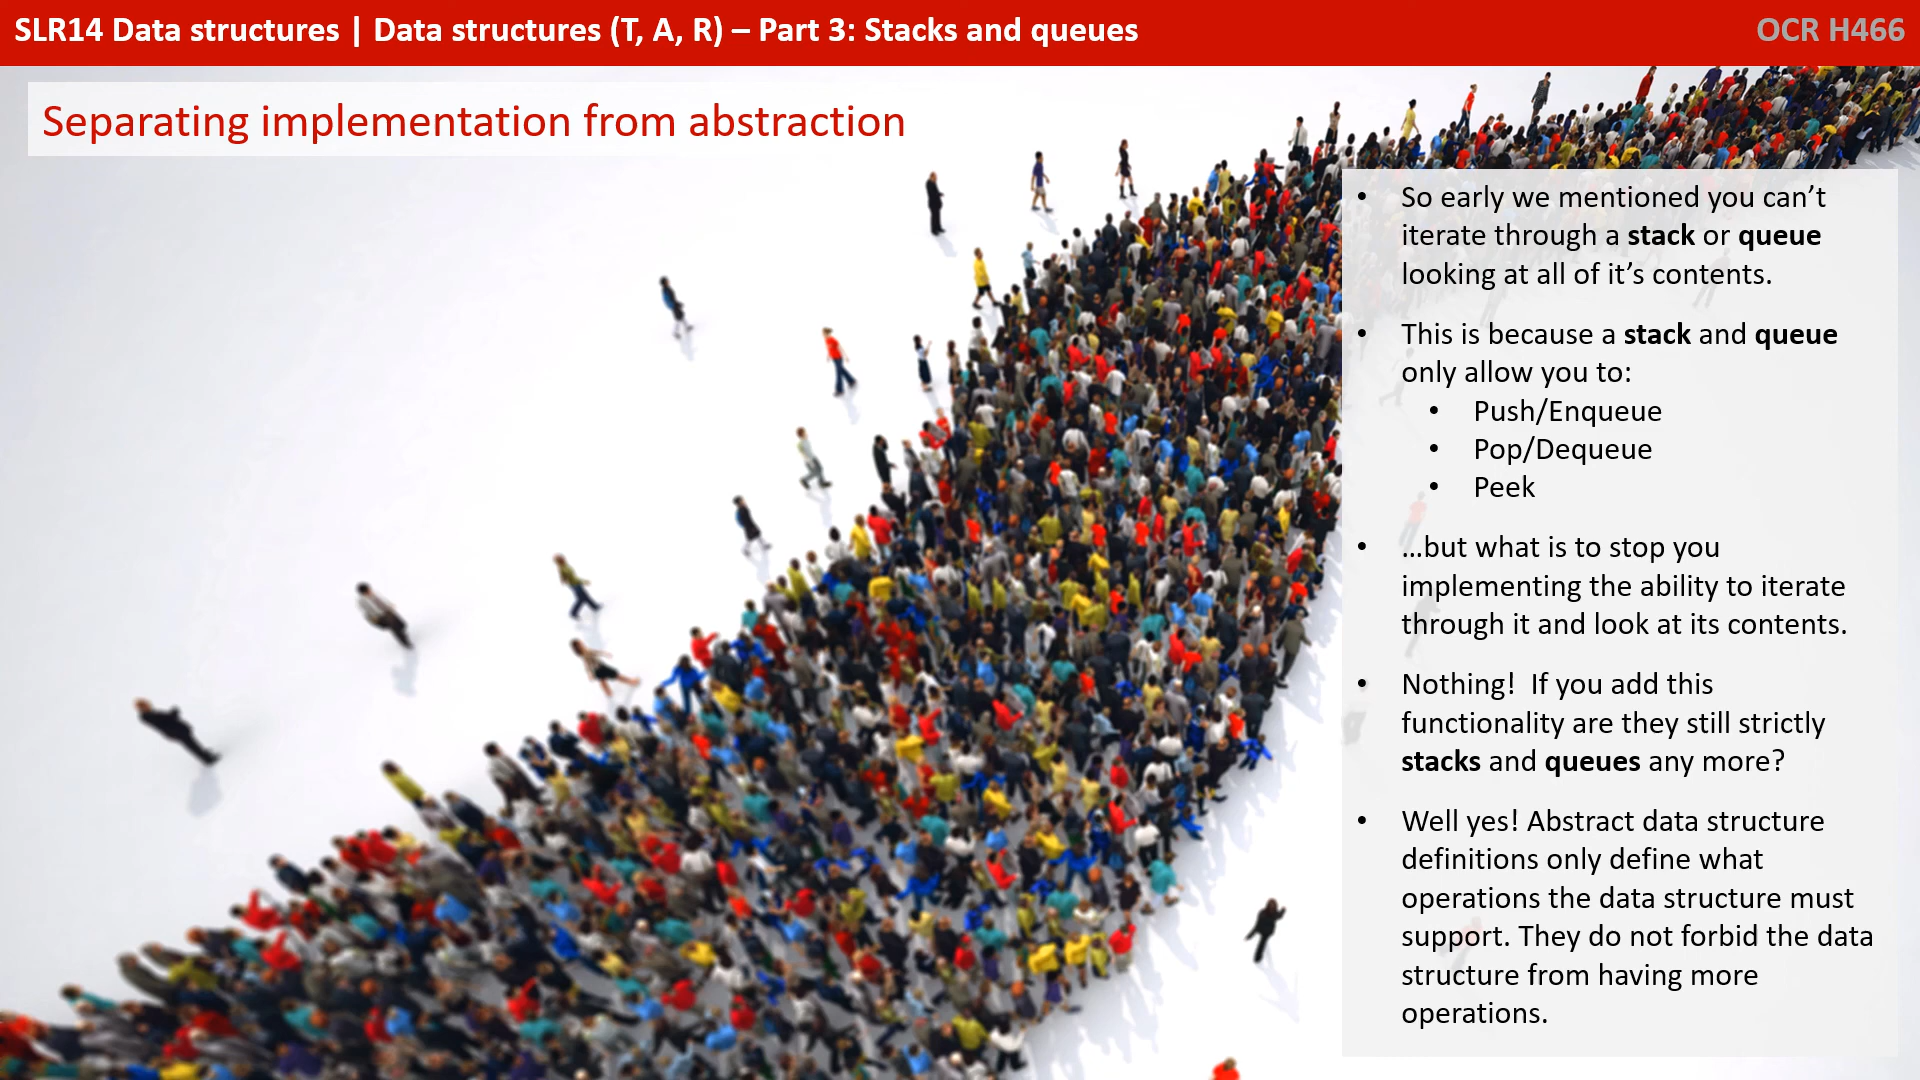 SLR14 Data structures | Data structures (T, A, R) – Part 3: Stacks and queues
OCR H466
Separating implementation from abstraction
• So early we mentioned you can’t
iterate through a stack or queue
looking at all of it’s contents.
• This is because a stack and queue
only allow you to:
• Push/Enqueue
• Pop/Dequeue
• Peek
• …but what is to stop you
implementing the ability to iterate
through it and look at its contents.
• Nothing!  If you add this
functionality are they still strictly
stacks and queues any more?
• Well yes! Abstract data structure
definitions only define what
operations the data structure must
support. They do not forbid the data
structure from having more
operations.